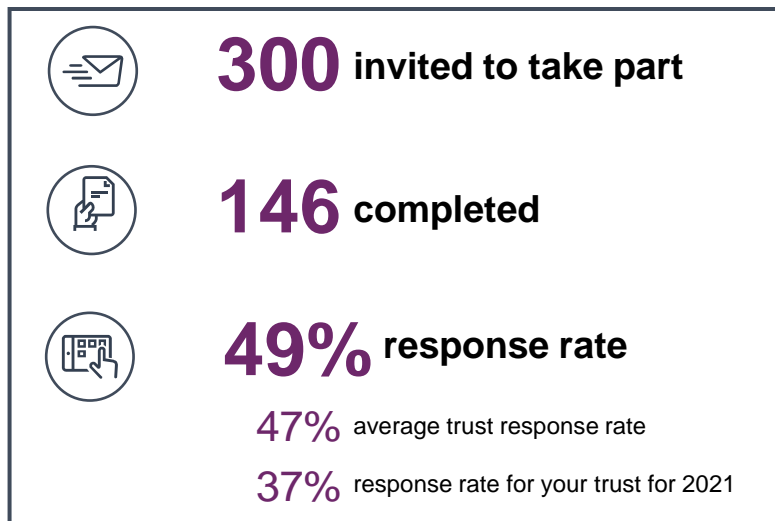 300 invited to take part
146 completed
49% response rate
47% average trust response rate
37% response rate for your trust for 2021